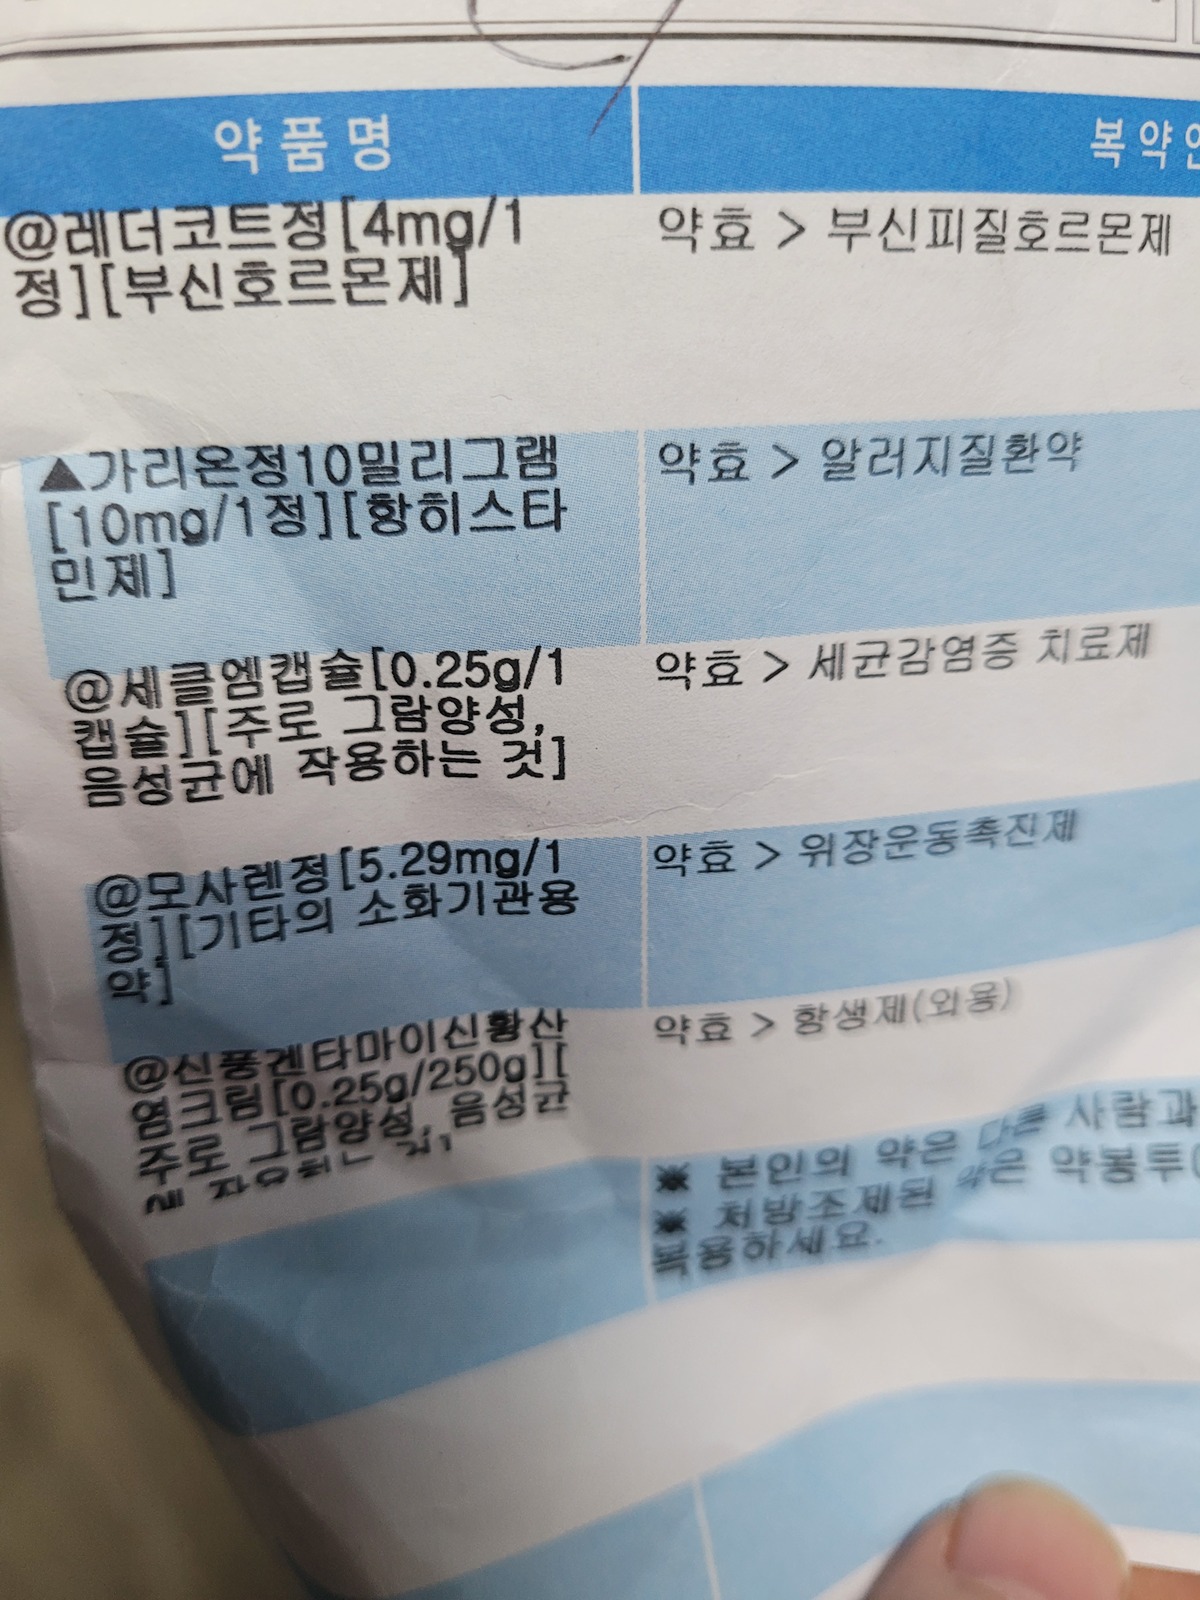 약품명
복약안
@레더코트정[4mg/1
정][부신호르몬제]
약효 > 부신피질호르몬제
▲가리온정10밀리그램
[10mg/1정][항히스타
민제]
약효 > 알러지질환약
@세클엠캡슐[0.25g/1
캡슐][주로 그람양성,
음성균에 작용하는 것]
약효 > 세균감염증 치료제
@모사렌정[5.29mg/1
정][기타의 소화기관용
약]
약효 > 위장운동촉진제
@신풍겐타마이신황산
염크림[0.25g/250g][
주로 그람양성, 음성균
약효 > 항생제(외용)
※ 본인의 약은 다른 사람과
※ 처방조제된 약은 약봉투(
복용하세요.